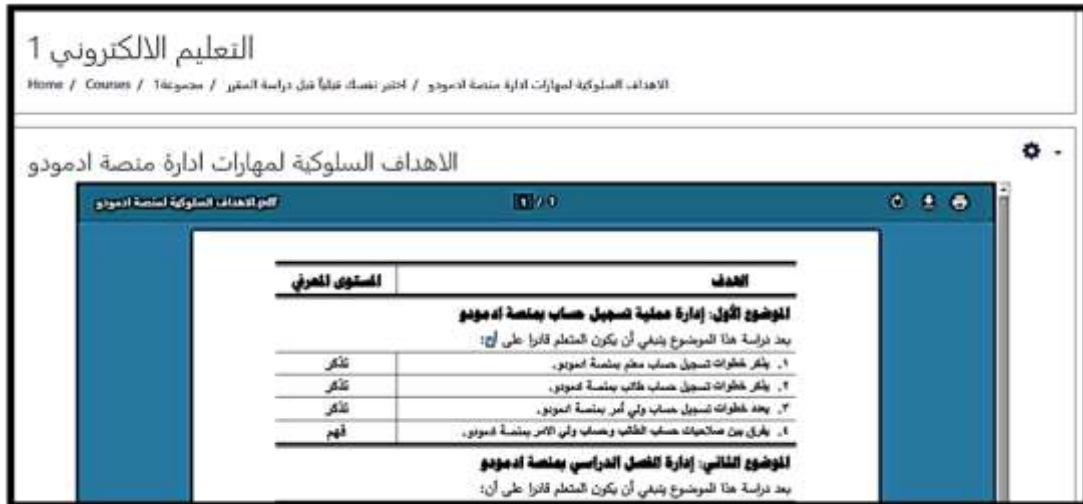 التعليم الالكتروني 1
Home / Courses / مجموعة1 / اختبر نفسك قبلياً قبل دراسة المقرر / الاهداف السلوكية لمهارات ادارة منصة ادمودو
الاهداف السلوكية لمهارات ادارة منصة ادمودو
الاهداف السلوكية لمنصة ادمودو.pdf
1 / 1
الهدف المستوى المعرفي
الموضوع الأول: إدارة عملية تسجيل حساب بمنصة ادمودو
بعد دراسة هذا الموضوع ينبغي أن يكون المتعلم قادرا على أن:
١. يذكر خطوات تسجيل حساب معلم بمنصة ادمودو. تذكر
٢. يذكر خطوات تسجيل حساب طالب بمنصة ادمودو. تذكر
٣. يعدد خطوات تسجيل حساب ولي أمر بمنصة ادمودو. تذكر
٤. يفرق بين صلاحيات حساب الطالب وحساب ولي الامر بمنصة ادمودو. فهم
الموضوع الثاني: إدارة الفصل الدراسي بمنصة ادمودو
بعد دراسة هذا الموضوع ينبغي أن يكون المتعلم قادرا على أن: